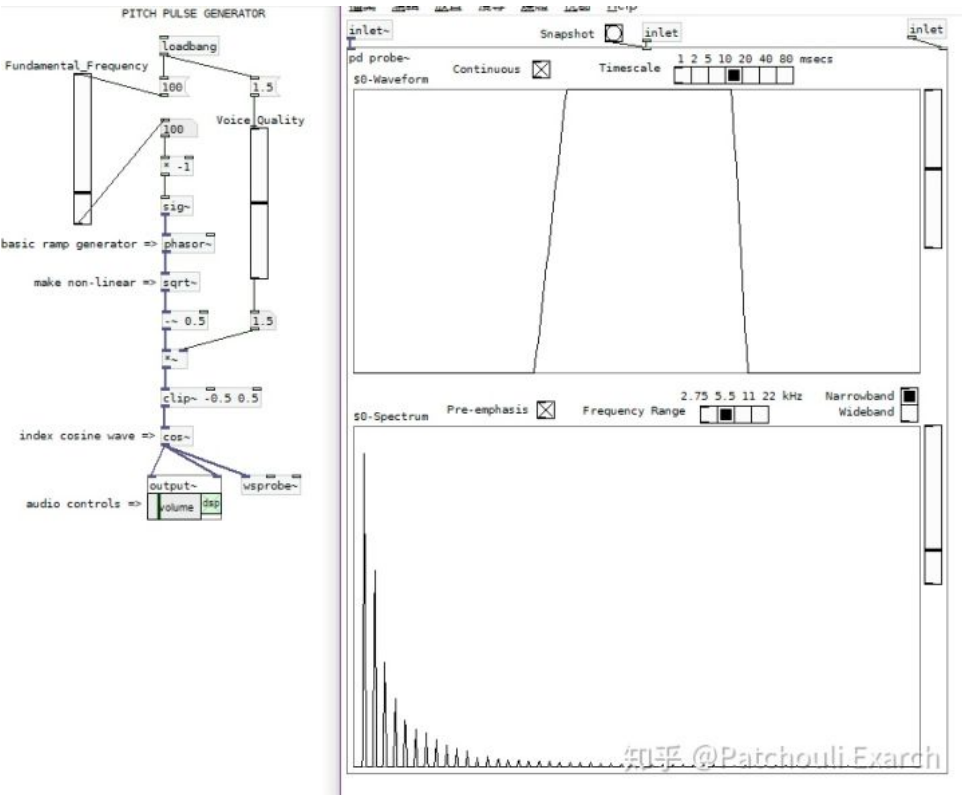 PITCH PULSE GENERATOR
loadbang
Fundamental_Frequency
100
1.5
100
Voice_Quality
* -1
sig~
basic ramp generator => phasor~
make non-linear => sqrt~
-~ 0.5
1.5
*~
clip~ -0.5 0.5
index cosine wave => cos~
output~
wsprobe~
audio controls =>
volume
dsp
Help
inlet~
Snapshot
inlet
inlet
pd probe~
Continuous
Timescale
1 2 5 10 20 40 80 msecs
$0-Waveform
2.75 5.5 11 22 kHz
Narrowband
$0-Spectrum
Pre-emphasis
Frequency Range
Wideband
知乎 @Patchouli Exarch